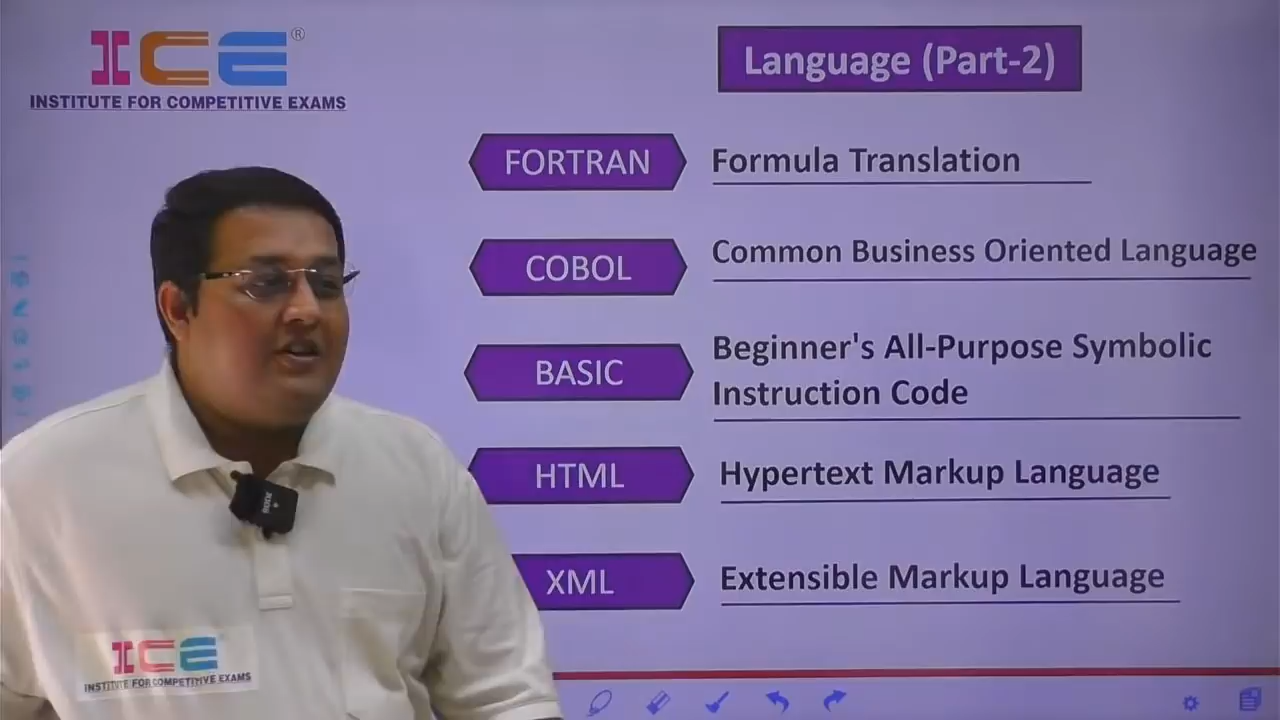 ICE®
INSTITUTE FOR COMPETITIVE EXAMS
Language (Part-2)
FORTRAN Formula Translation
COBOL Common Business Oriented Language
BASIC Beginner's All-Purpose Symbolic
Instruction Code
HTML Hypertext Markup Language
XML Extensible Markup Language
RODE
ICE
INSTITUTE FOR COMPETITIVE EXAMS